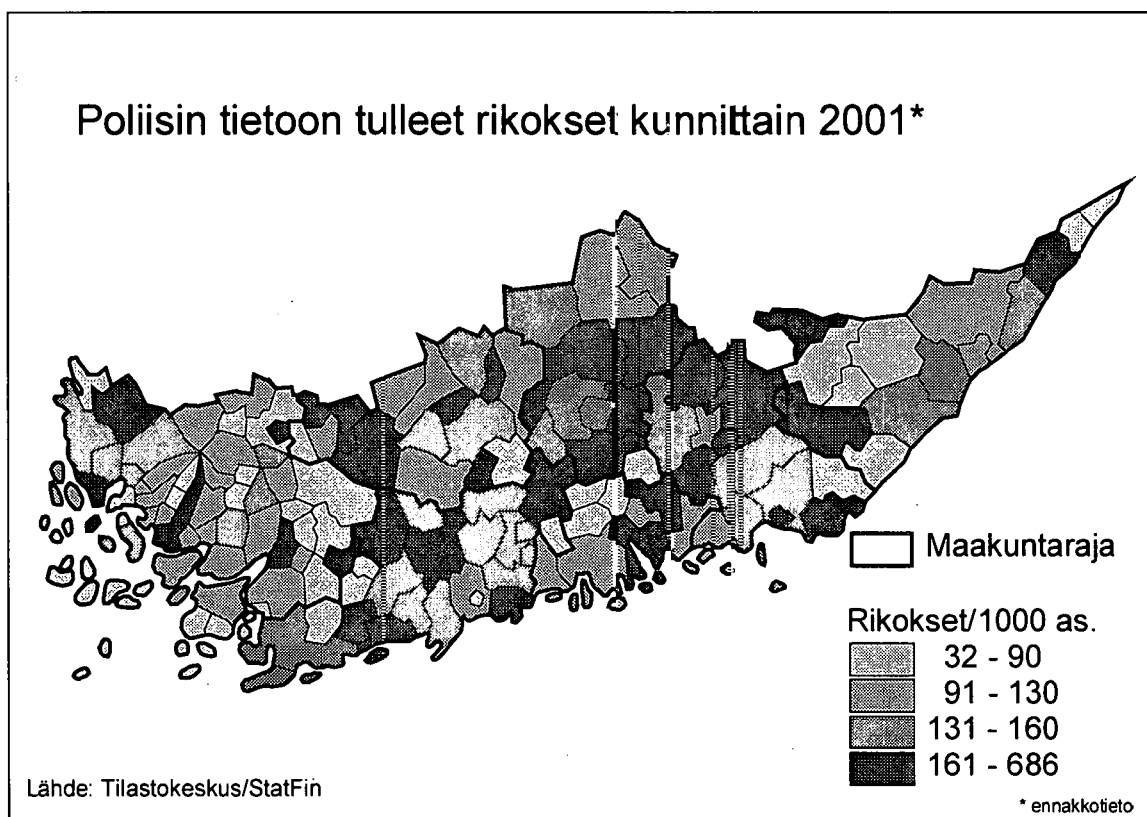 Poliisin tietoon tulleet rikokset kunnittain 2001*
Maakuntaraja
Rikokset/1000 as.
32 - 90
91 - 130
131 - 160
161 - 686
Lähde: Tilastokeskus/StatFin
* ennakkotieto